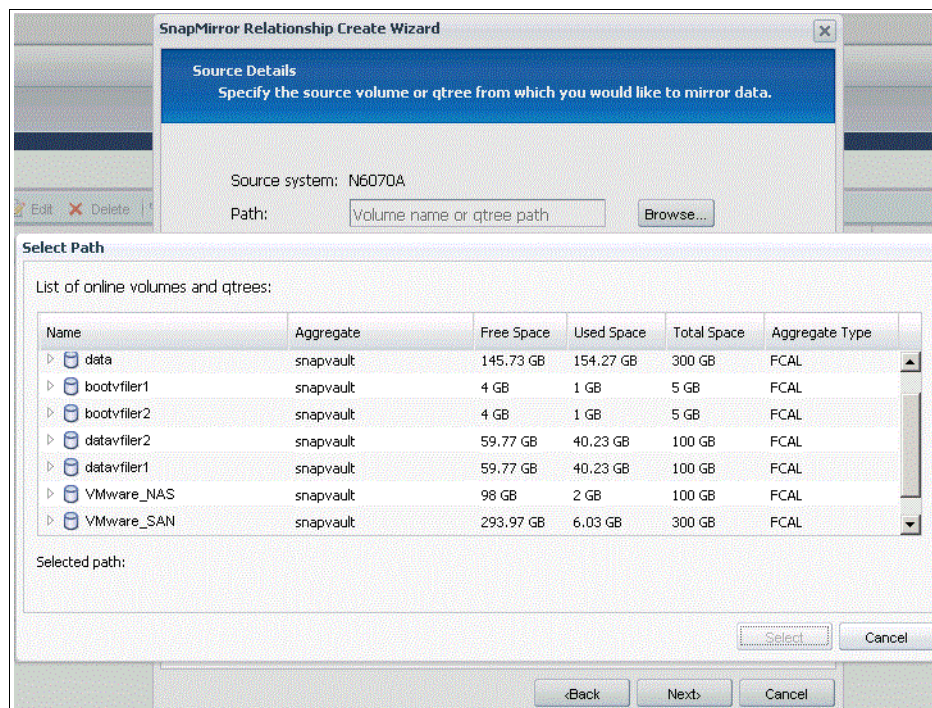 SnapMirror Relationship Create Wizard
Source Details
Specify the source volume or qtree from which you would like to mirror data.
Source system: N6070A
Edit Delete
Path: Volume name or qtree path Browse...
Select Path
List of online volumes and qtrees:
Name Aggregate Free Space Used Space Total Space Aggregate Type
data snapvault 145.73 GB 154.27 GB 300 GB FCAL
bootvfiler1 snapvault 4 GB 1 GB 5 GB FCAL
bootvfiler2 snapvault 4 GB 1 GB 5 GB FCAL
datavfiler2 snapvault 59.77 GB 40.23 GB 100 GB FCAL
datavfiler1 snapvault 59.77 GB 40.23 GB 100 GB FCAL
VMware_NAS snapvault 98 GB 2 GB 100 GB FCAL
VMware_SAN snapvault 293.97 GB 6.03 GB 300 GB FCAL
Selected path:
Select Cancel
<Back Next> Cancel